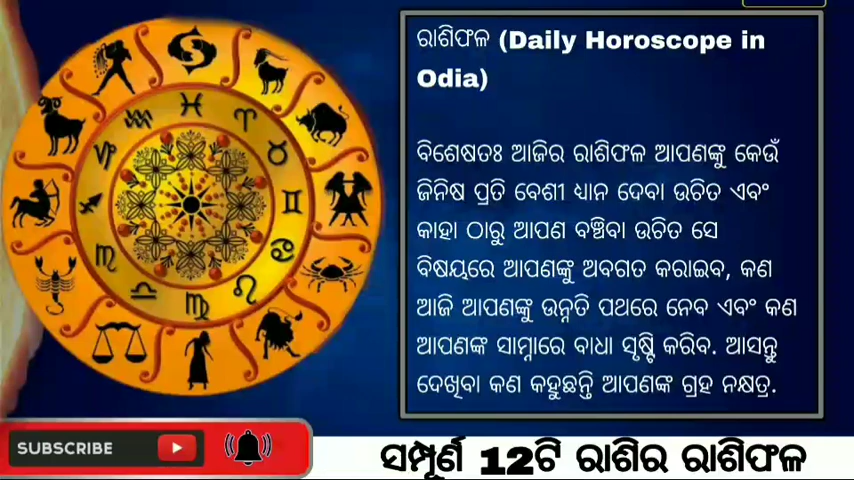 ରାଶିଫଳ (Daily Horoscope in
Odia)
ବିଶେଷତଃ ଆଜିର ରାଶିଫଳ ଆପଣଙ୍କୁ କେଉଁ
ଜିନିଷ ପ୍ରତି ବେଶୀ ଧ୍ୟାନ ଦେବା ଉଚିତ ଏବଂ
କାହା ଠାରୁ ଆପଣ ବଞ୍ଚିବା ଉଚିତ ସେ
ବିଷୟରେ ଆପଣଙ୍କୁ ଅବଗତ କରାଇବ, କଣ
ଆଜି ଆପଣଙ୍କୁ ଉନ୍ନତି ପଥରେ ନେବ ଏବଂ କଣ
ଆପଣଙ୍କ ସାମ୍ନାରେ ବାଧା ସୃଷ୍ଟି କରିବ. ଆସନ୍ତୁ
ଦେଖିବା କଣ କହୁଛନ୍ତି ଆପଣଙ୍କ ଗ୍ରହ ନକ୍ଷତ୍ର.
SUBSCRIBE
ସମ୍ପୂର୍ଣ 12ଟି ରାଶିର ରାଶିଫଳ